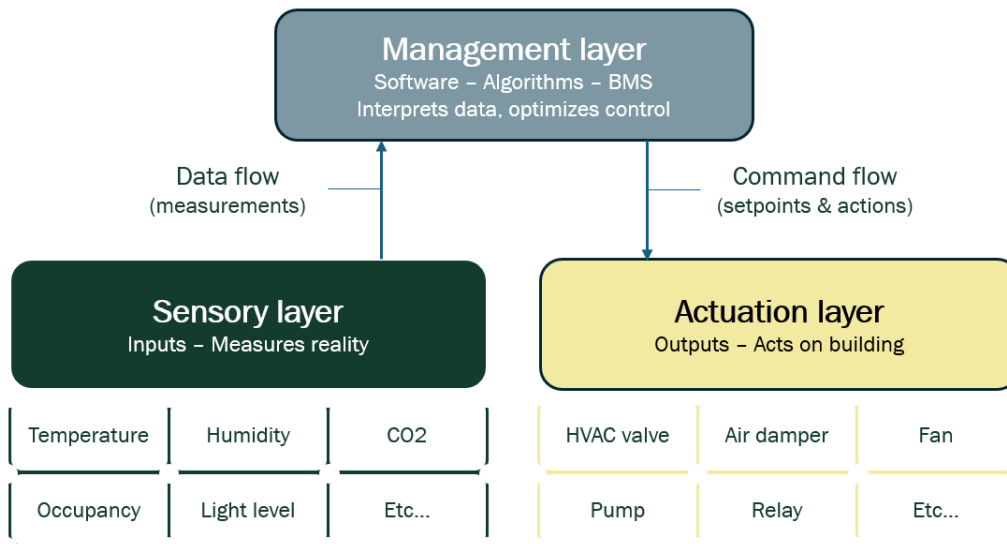 Management layer
Software – Algorithms – BMS
Interprets data, optimizes control
Data flow
(measurements)
Command flow
(setpoints & actions)
Sensory layer
Inputs – Measures reality
Actuation layer
Outputs – Acts on building
Temperature
Humidity
CO2
HVAC valve
Air damper
Fan
Occupancy
Light level
Etc...
Pump
Relay
Etc...